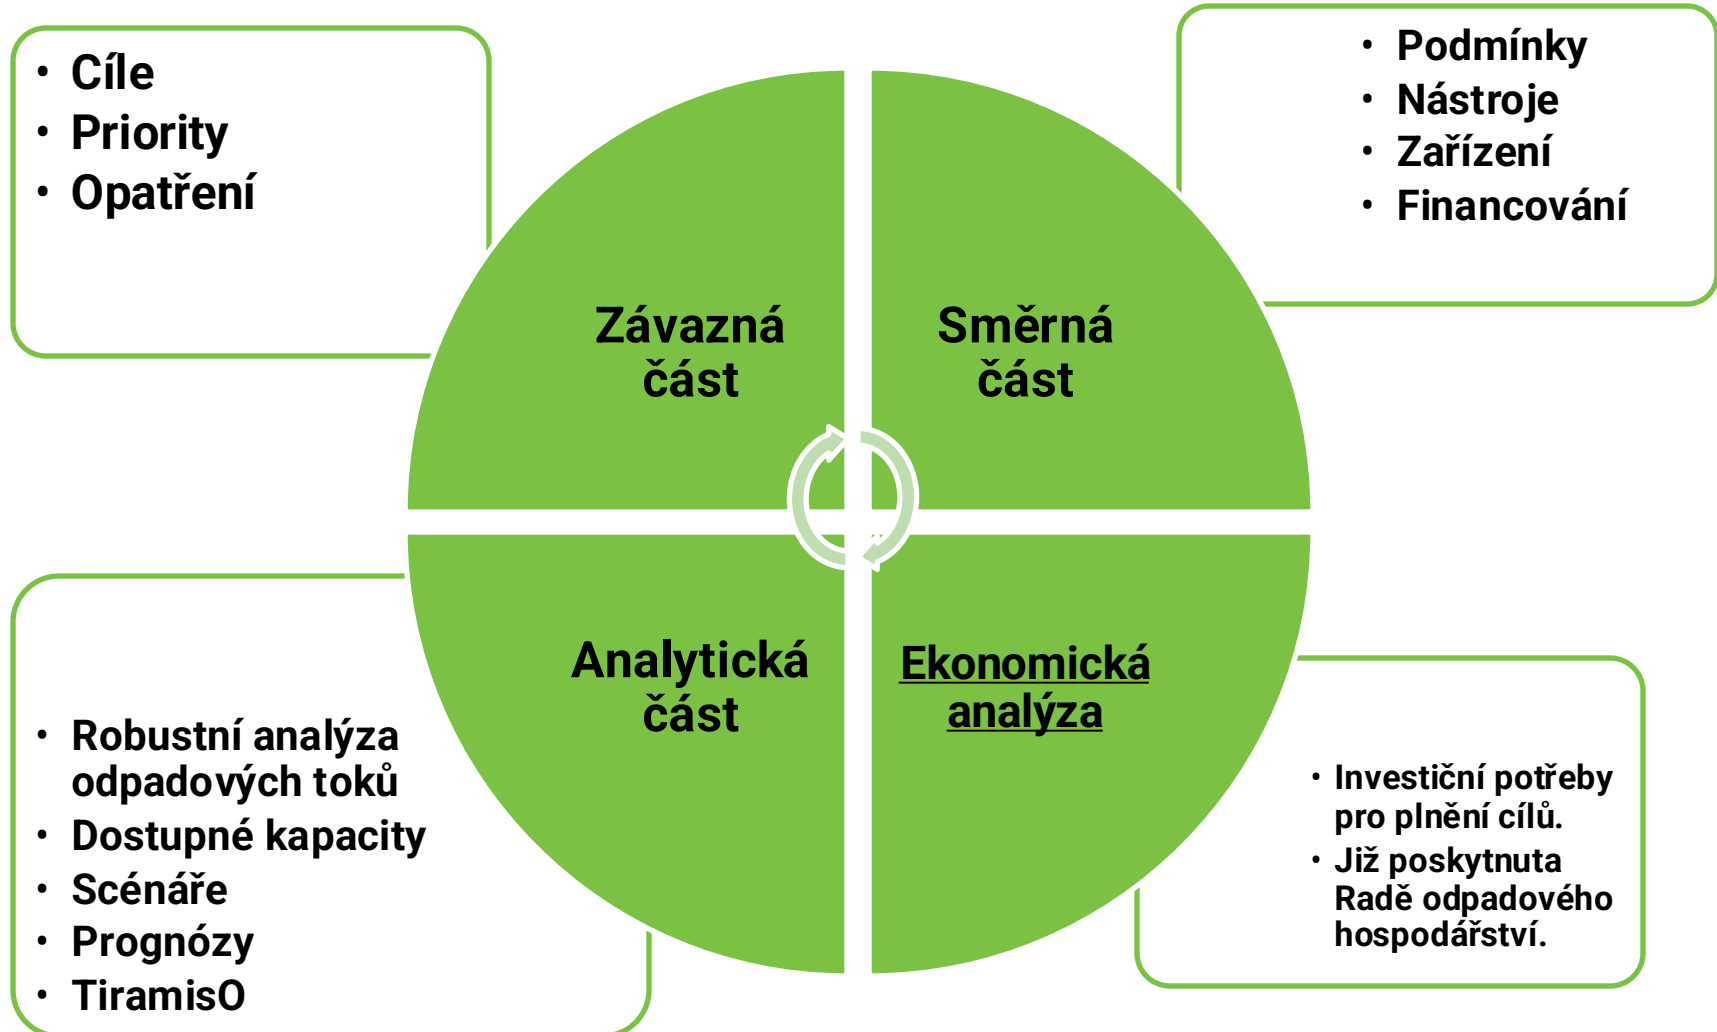 • Cíle
• Priority
• Opatření
• Podmínky
• Nástroje
• Zařízení
• Financování
Závazná
část
Směrná
část
Analytická
část
Ekonomická
analýza
• Robustní analýza
odpadových toků
• Dostupné kapacity
• Scénáře
• Prognózy
• TiramisO
• Investiční potřeby
pro plnění cílů.
• Již poskytnuta
Radě odpadového
hospodářství.